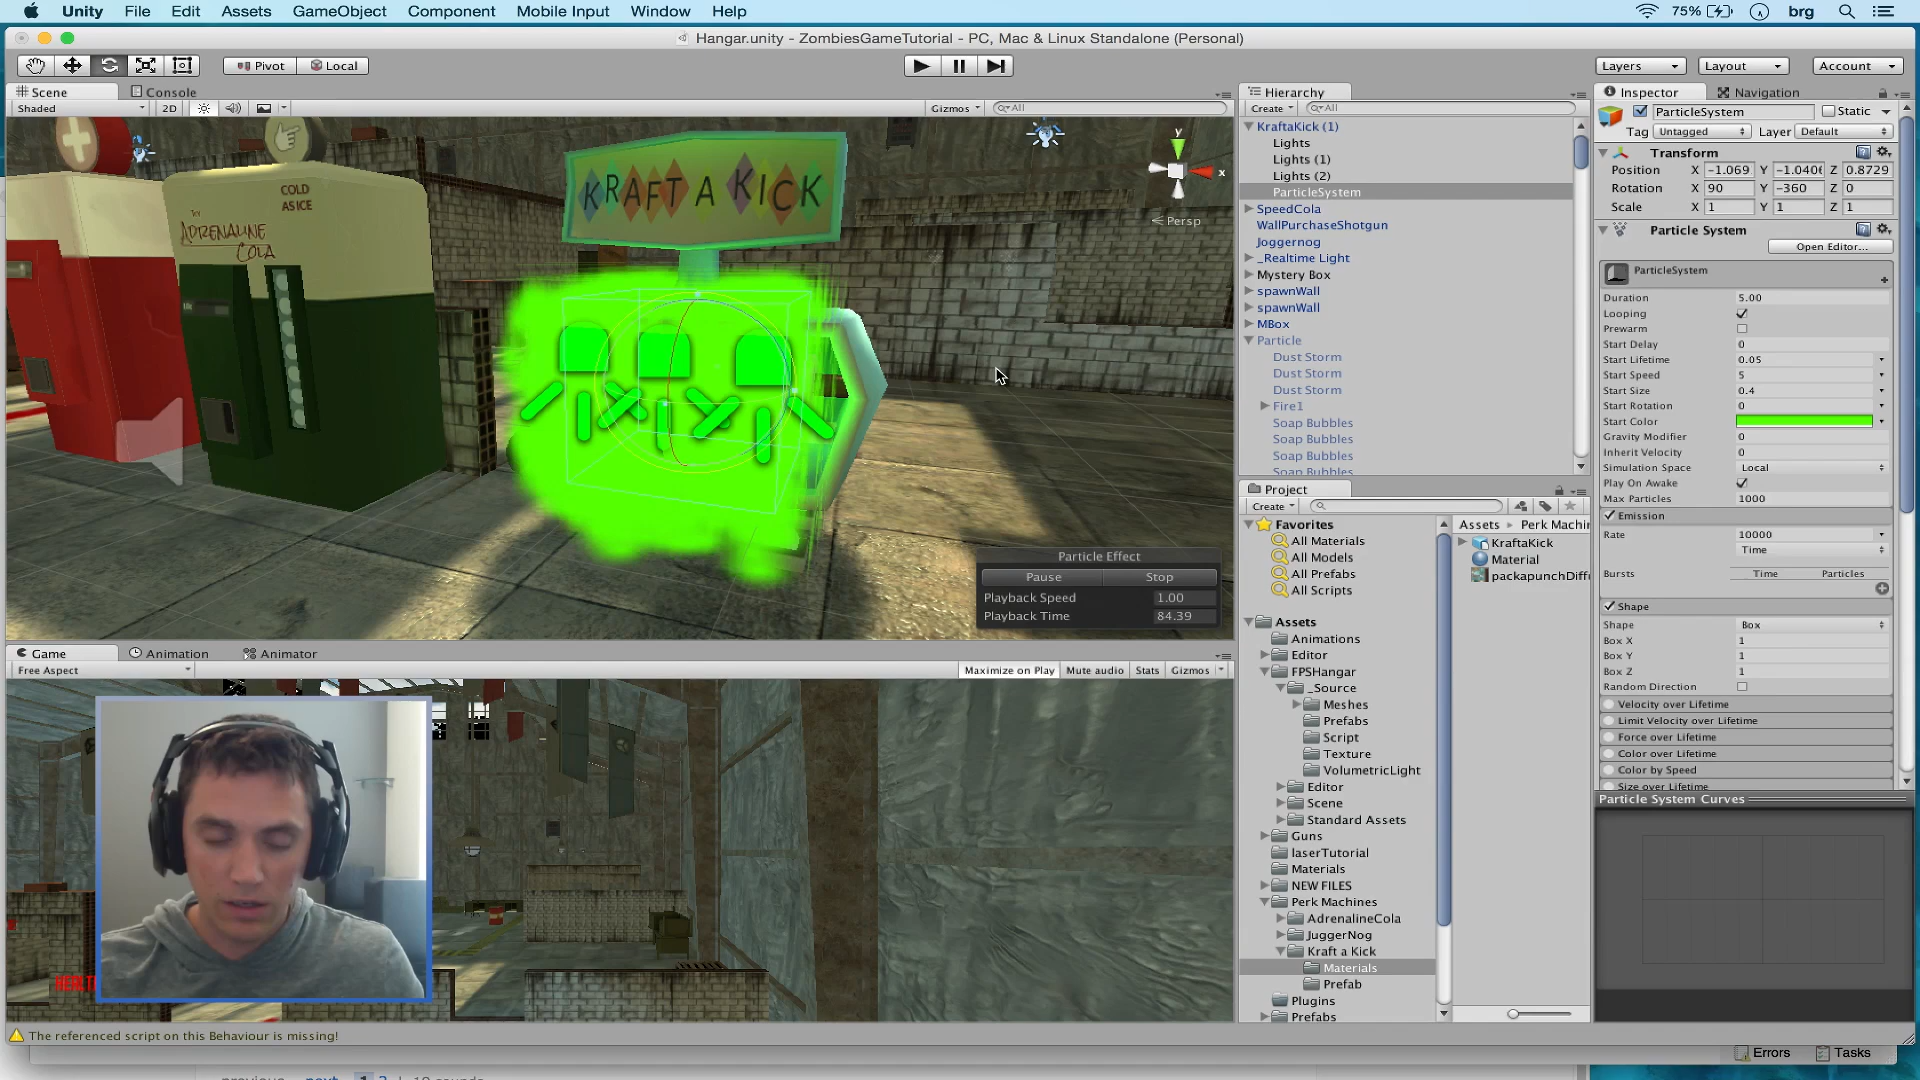 Unity File Edit Assets GameObject Component Mobile Input Window Help
75% brg
Hangar.unity - ZombiesGameTutorial - PC, Mac & Linux Standalone (Personal)
Pivot Local
Layers Layout Account
Scene Console
Shaded 2D Gizmos All
COLD
AS ICE
ADRENALINE
COLA
KRAFT A KICK
y
x
Persp
Particle Effect
Pause Stop
Playback Speed 1.00
Playback Time 84.39
Game Animation Animator
Free Aspect Maximize on Play Mute audio Stats Gizmos
The referenced script on this Behaviour is missing!
Hierarchy
Create All
KraftaKick (1)
Lights
Lights (1)
Lights (2)
ParticleSystem
SpeedCola
WallPurchaseShotgun
Joggernog
_Realtime Light
Mystery Box
spawnWall
spawnWall
MBox
Particle
Dust Storm
Dust Storm
Dust Storm
Fire1
Soap Bubbles
Soap Bubbles
Soap Bubbles
Soap Bubbles
Project
Create
Favorites
All Materials
All Models
All Prefabs
All Scripts
Assets
Animations
Editor
FPSHangar
_Source
Meshes
Prefabs
Script
Texture
VolumetricLight
Editor
Scene
Standard Assets
Guns
laserTutorial
Materials
NEW FILES
Perk Machines
AdrenalineCola
JuggerNog
Kraft a Kick
Materials
Prefab
Plugins
Prefabs
Assets Perk Machin
KraftaKick
Material
packapunchDiff
Inspector Navigation
ParticleSystem Static
Tag Untagged Layer Default
Transform
Position X -1.069 Y -1.0406 Z 0.8729
Rotation X 90 Y -360 Z 0
Scale X 1 Y 1 Z 1
Particle System
Open Editor...
ParticleSystem
Duration 5.00
Looping
Prewarm
Start Delay 0
Start Lifetime 0.05
Start Speed 5
Start Size 0.4
Start Rotation 0
Start Color
Gravity Modifier 0
Inherit Velocity 0
Simulation Space Local
Play On Awake
Max Particles 1000
Emission
Rate 10000
Time
Bursts Time Particles
Shape
Shape Box
Box X 1
Box Y 1
Box Z 1
Random Direction
Velocity over Lifetime
Limit Velocity over Lifetime
Force over Lifetime
Color over Lifetime
Color by Speed
Size over Lifetime
Particle System Curves
Errors Tasks